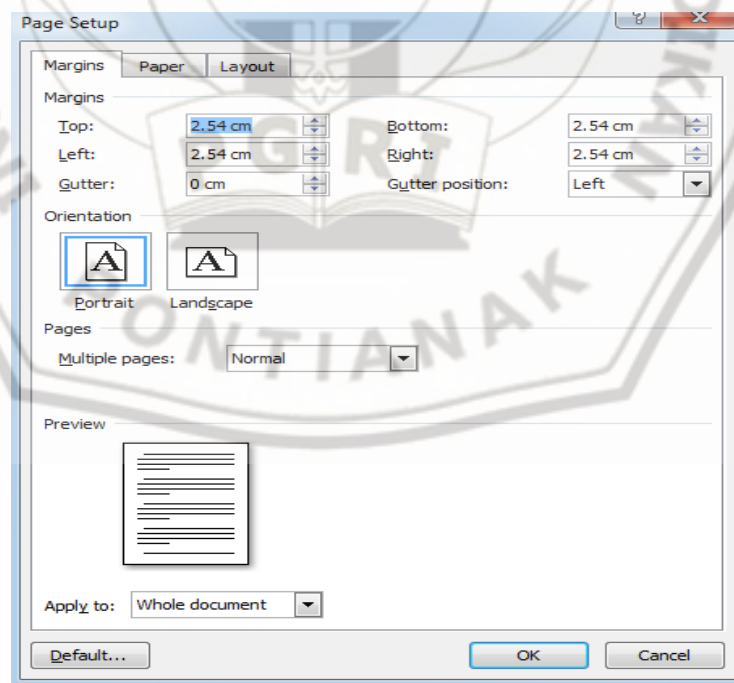 Page Setup
Margins Paper Layout
Margins
Top: 2.54 cm Bottom: 2.54 cm
Left: 2.54 cm Right: 2.54 cm
Gutter: 0 cm Gutter position: Left
Orientation
A A
Portrait Landscape
Pages
Multiple pages: Normal
Preview
Apply to: Whole document
Default... OK Cancel
PGRI
PONTIANAK